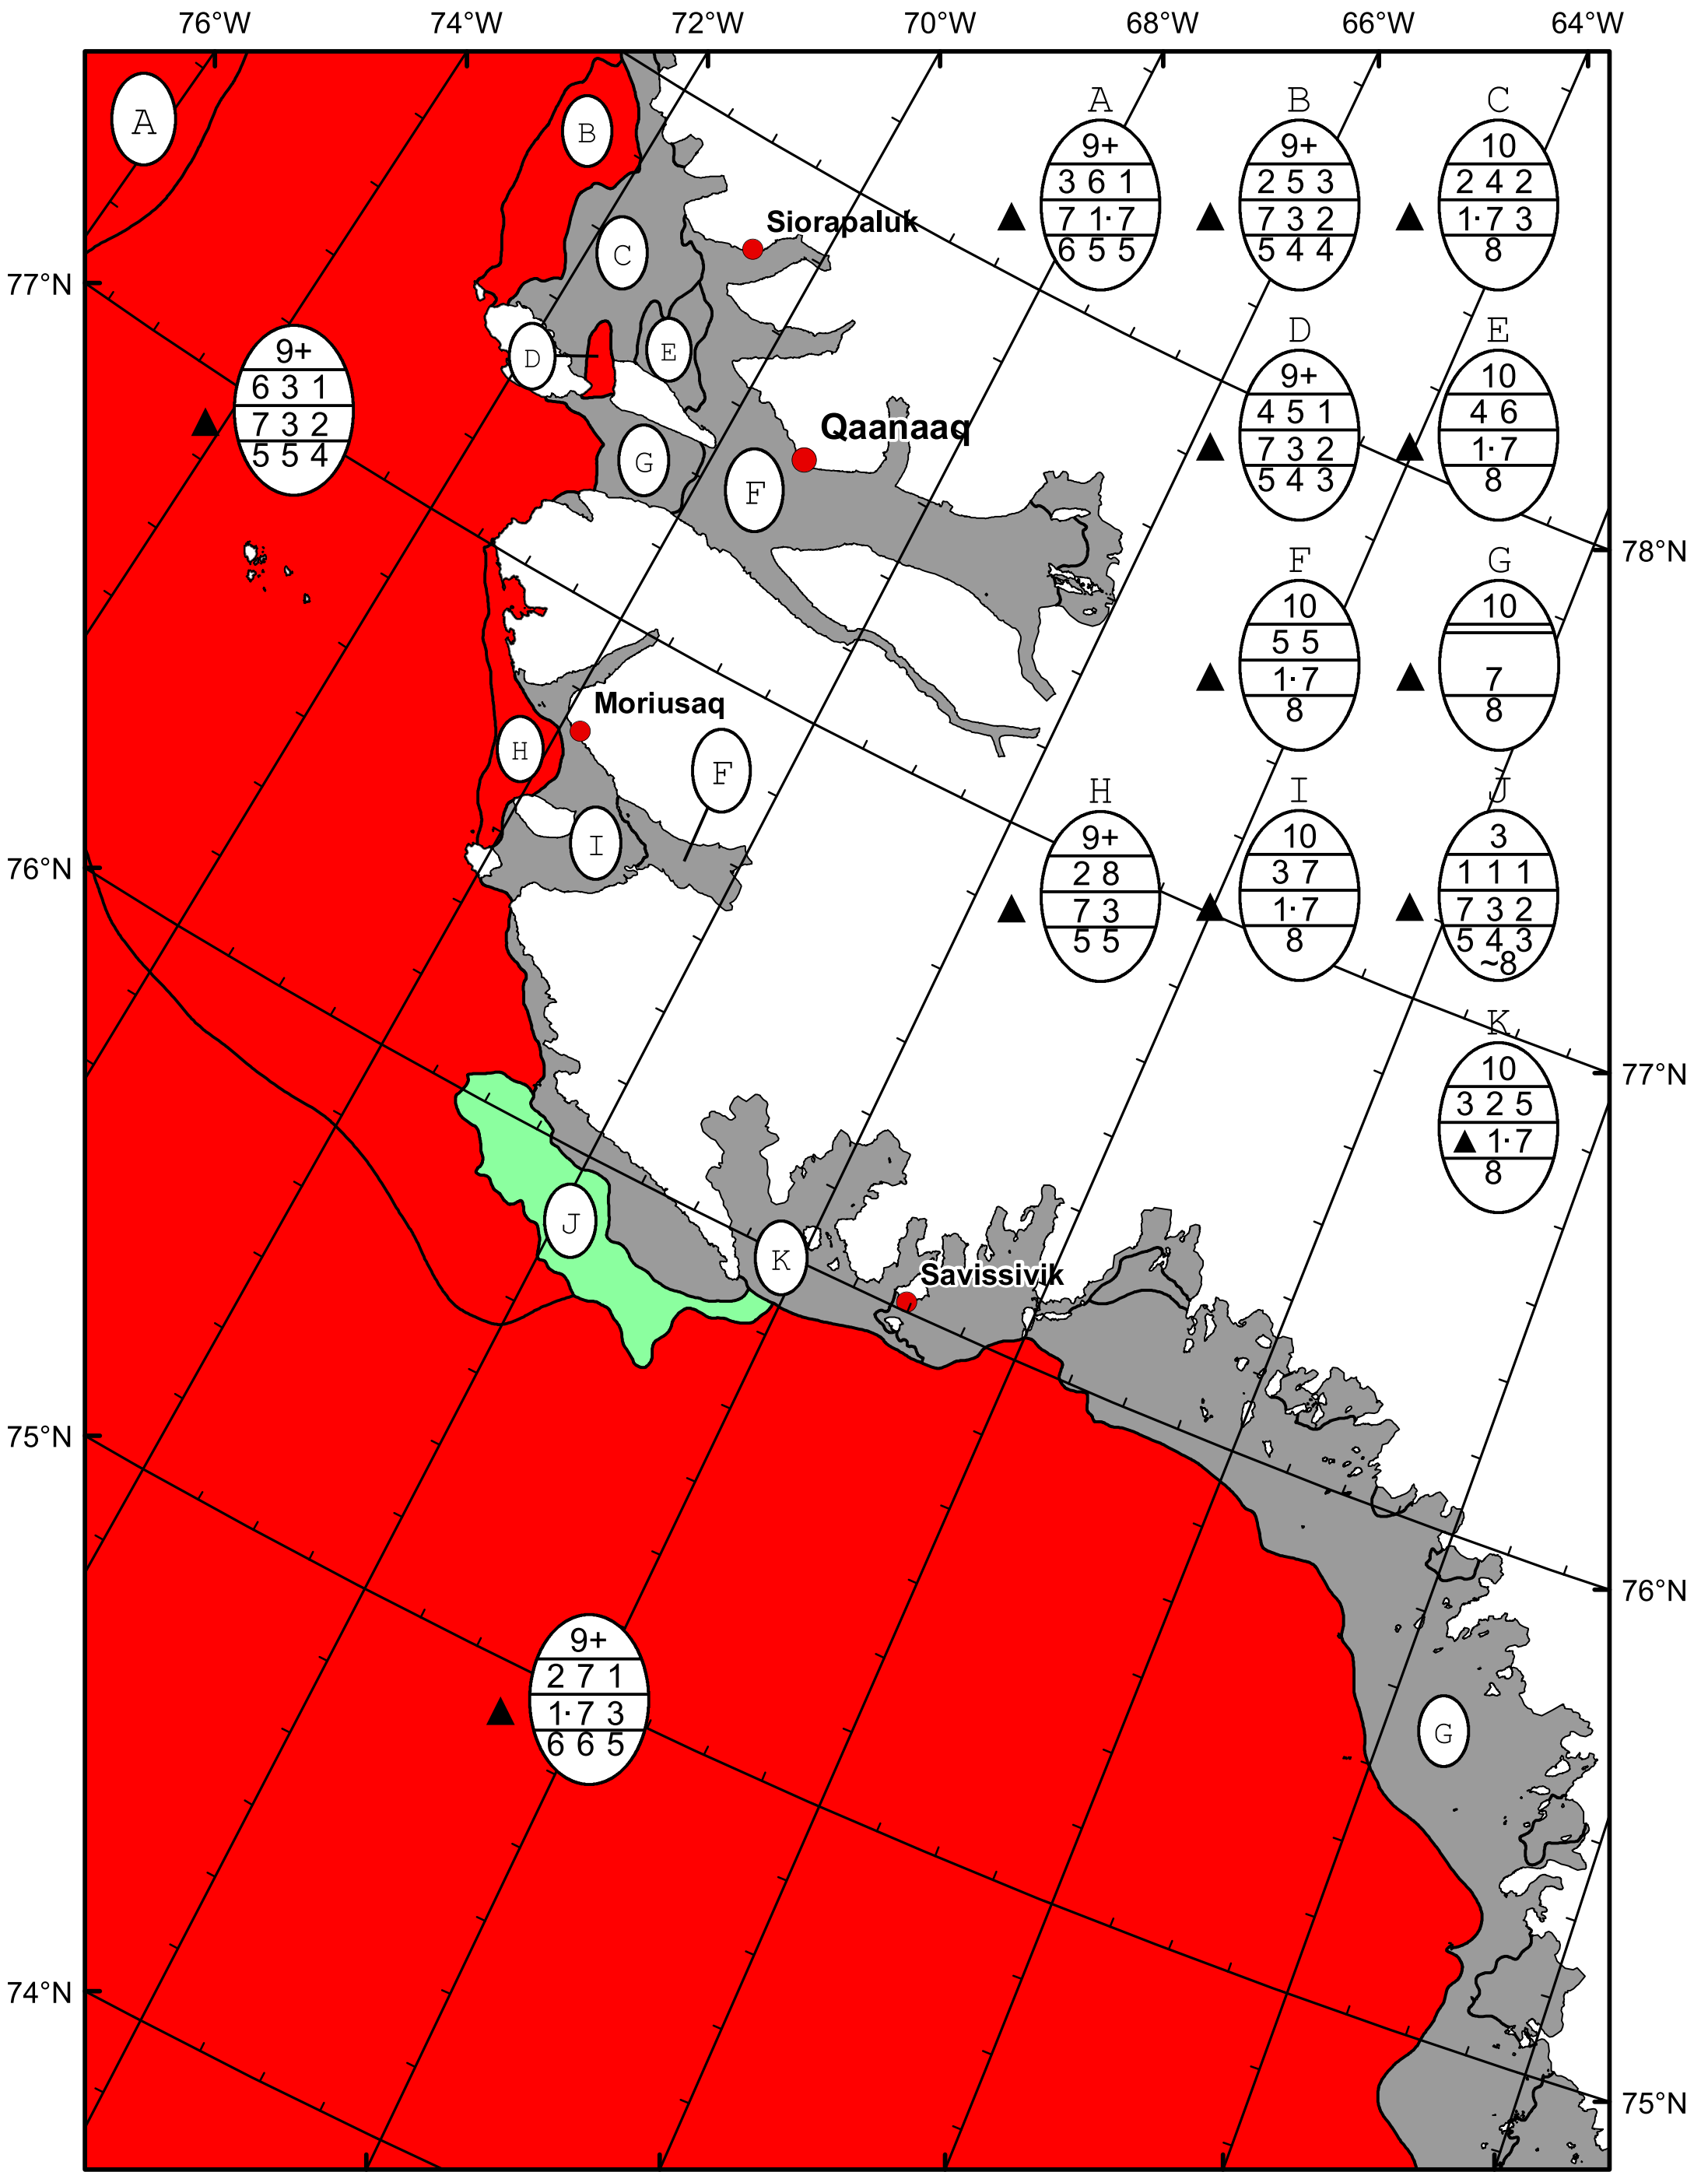 76°W 74°W 72°W 70°W 68°W 66°W 64°W
A
B
C
D
E
G
F
H
F
I
J
K
G
77°N
76°N
75°N
74°N
78°N
77°N
76°N
75°N
Siorapaluk
Qaanaaq
Moriusaq
Savissivik
9+
6 3 1
7 3 2
5 5 4
9+
2 7 1
1· 7 3
6 6 5
A
9+
3 6 1
7 1· 7
6 5 5
B
9+
2 5 3
7 3 2
5 4 4
C
10
2 4 2
1· 7 3
8
D
9+
4 5 1
7 3 2
5 4 3
E
10
4 6
1· 7
8
F
10
5 5
1· 7
8
G
10
7
8
H
9+
2 8
7 3
5 5
I
10
3 7
1· 7
8
J
3
1 1 1
7 3 2
5 4 3
~8
K
10
3 2 5
▲ 1· 7
8